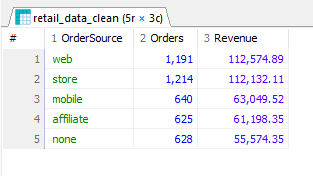 retail_data_clean (5r × 3c)
# 1 OrderSource 2 Orders 3 Revenue
1 web 1,191 112,574.89
2 store 1,214 112,132.11
3 mobile 640 63,049.52
4 affiliate 625 61,198.35
5 none 628 55,574.35